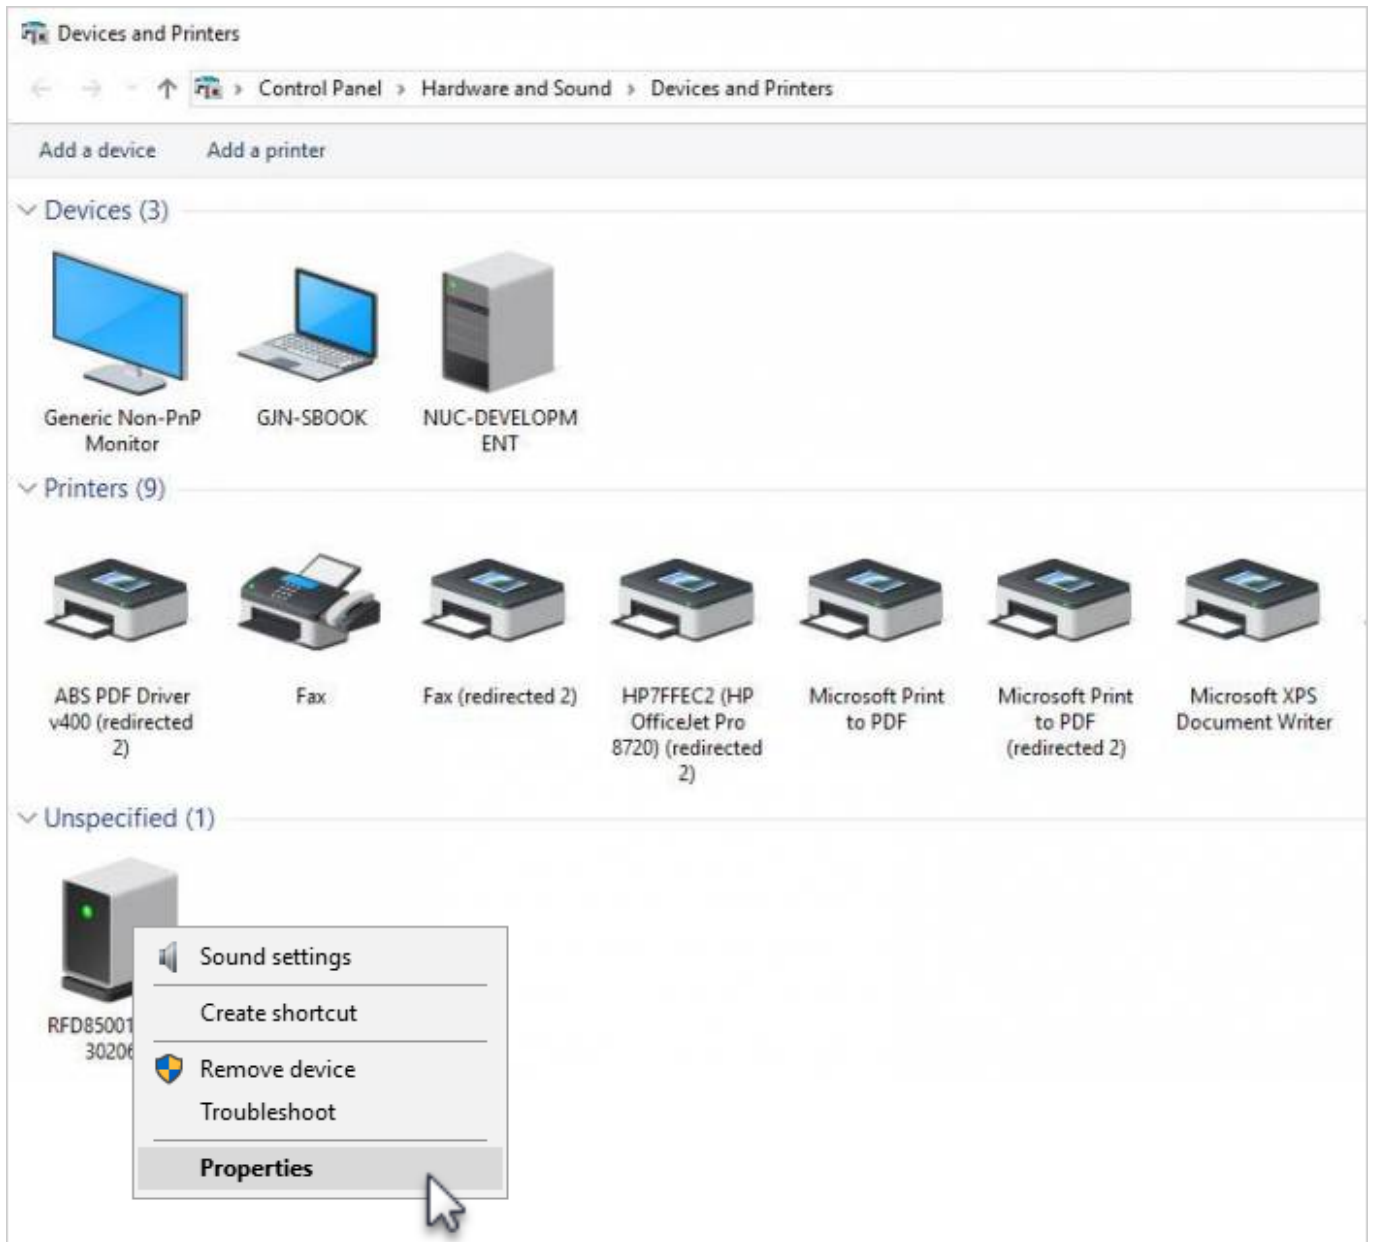 Devices and Printers
Control Panel > Hardware and Sound > Devices and Printers
Add a device Add a printer
Devices (3)
Generic Non-PnP
Monitor
GJN-SBOOK
NUC-DEVELOPM
ENT
Printers (9)
ABS PDF Driver
v400 (redirected
2)
Fax
Fax (redirected 2)
HP7FFEC2 (HP
OfficeJet Pro
8720) (redirected
2)
Microsoft Print
to PDF
Microsoft Print
to PDF
(redirected 2)
Microsoft XPS
Document Writer
Unspecified (1)
RFD85001
30206
Sound settings
Create shortcut
Remove device
Troubleshoot
Properties